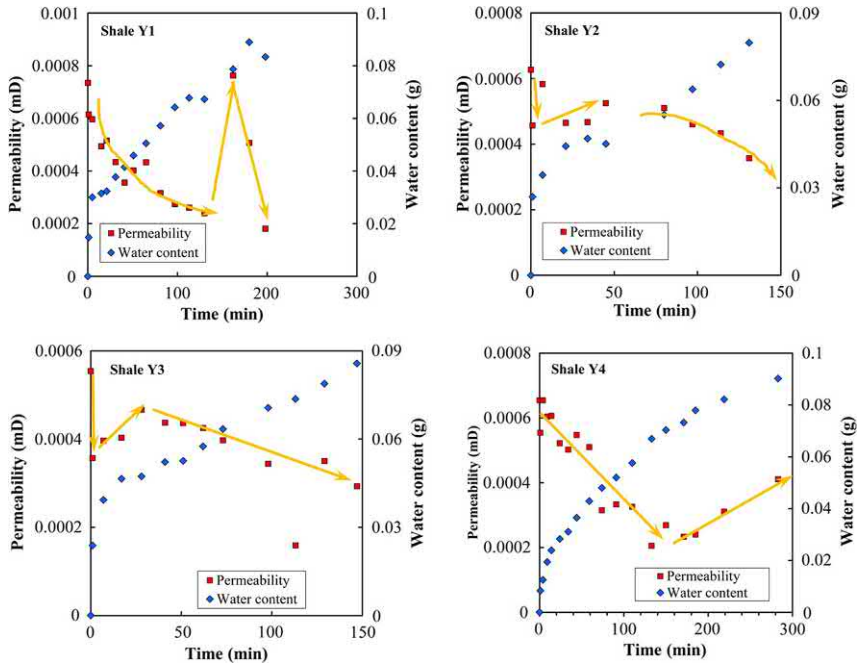 Shale Y1
Permeability (mD)
0.001
0.0008
0.0006
0.0004
0.0002
0
0.1
0.08
0.06
0.04
0.02
0
Water content (g)
Permeability
Water content
0 100 200 300
Time (min)
Shale Y2
Permeability (mD)
0.0008
0.0006
0.0004
0.0002
0
0.09
0.06
0.03
0
Water content (g)
Permeability
Water content
0 50 100 150
Time (min)
Shale Y3
Permeability (mD)
0.0006
0.0004
0.0002
0
0.09
0.06
0.03
0.00
Water content (g)
Permeability
Water content
0 50 100 150
Time (min)
Shale Y4
Permeability (mD)
0.0008
0.0006
0.0004
0.0002
0
0.1
0.08
0.06
0.04
0.02
0
Water content (g)
Permeability
Water content
0 100 200 300
Time (min)